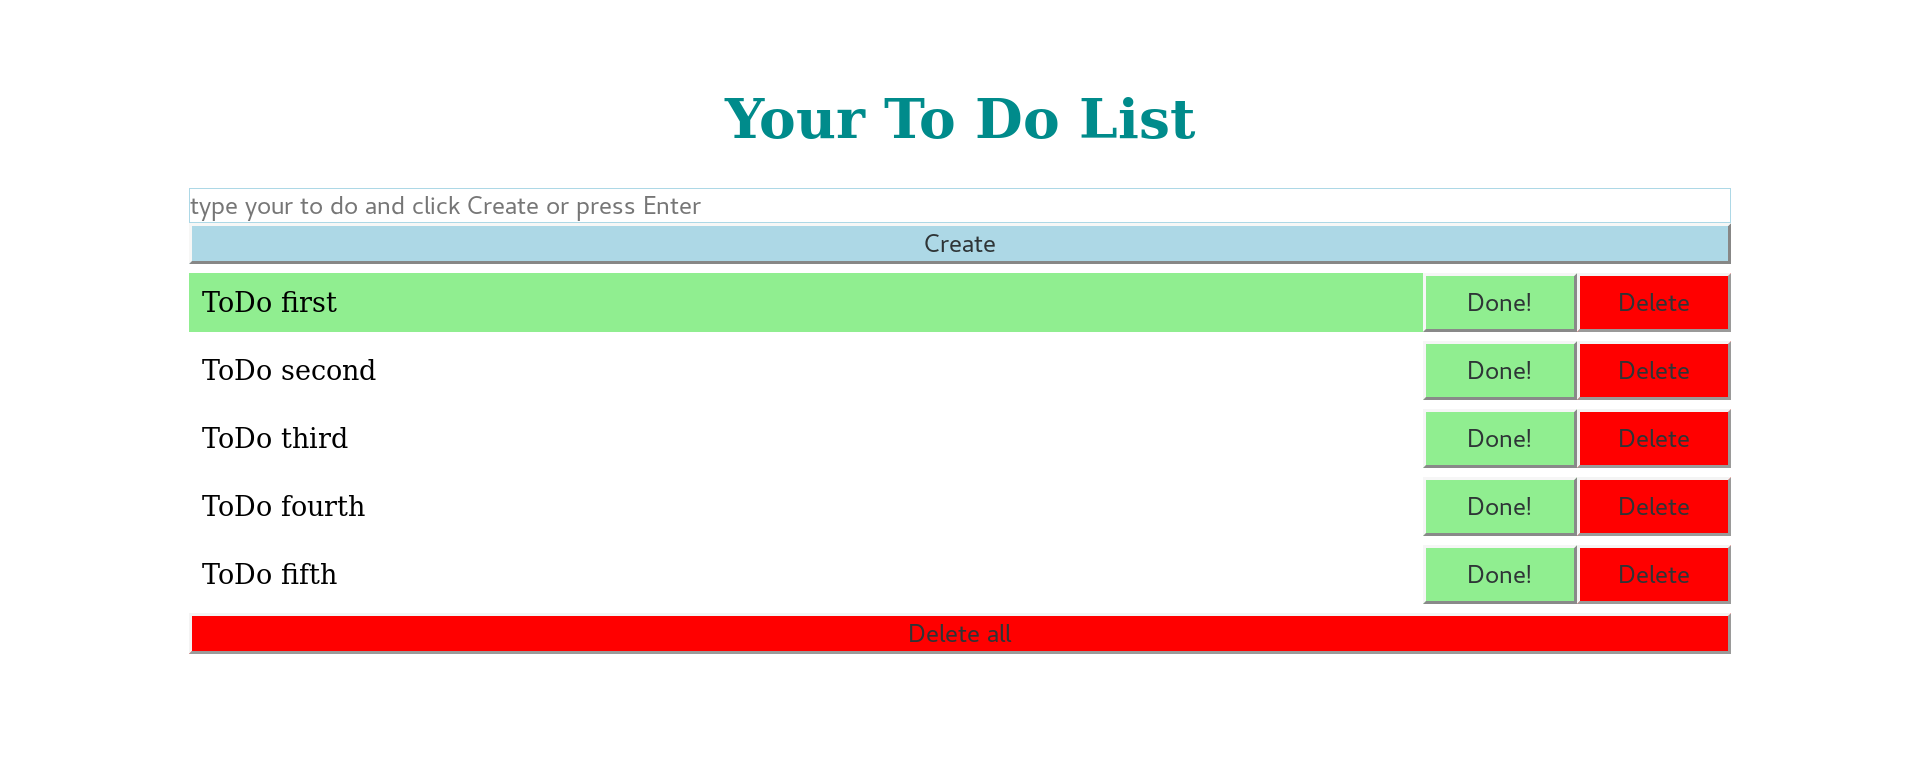 Your To Do List
type your to do and click Create or press Enter
Create
ToDo first Done! Delete
ToDo second Done! Delete
ToDo third Done! Delete
ToDo fourth Done! Delete
ToDo fifth Done! Delete
Delete all